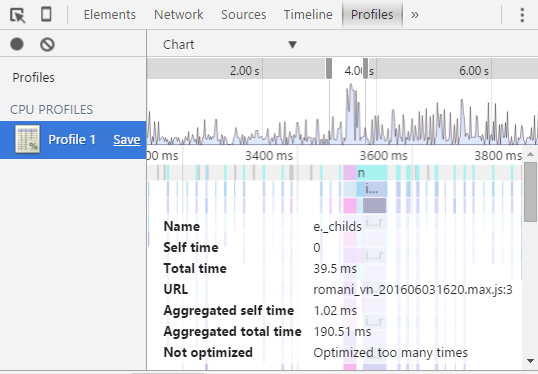 Elements Network Sources Timeline Profiles »
Chart ▼
Profiles
CPU PROFILES
Profile 1 Save
2.00 s 4.00 s 6.00 s
00 ms 3400 ms 3600 ms 3800 ms
n
i...
Name e._childs
i...r
Self time 0
Total time 39.5 ms
URL romani_vn_201606031620.max.js:3
Aggregated self time 1.02 ms
i...r
Aggregated total time 190.51 ms
Not optimized Optimized too many times